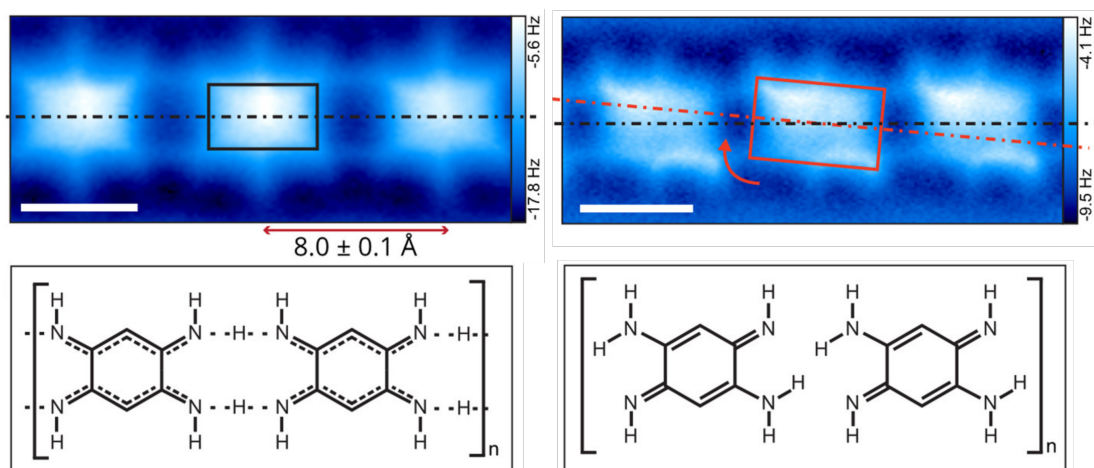 -5.6 Hz
-17.8 Hz
-4.1 Hz
-9.5 Hz
8.0 ± 0.1 Å
H H H H
N N H N N H
N N H N N H
H H H H
n
H H H H
N N N N
H H
H H
N N N N
H H H H
n